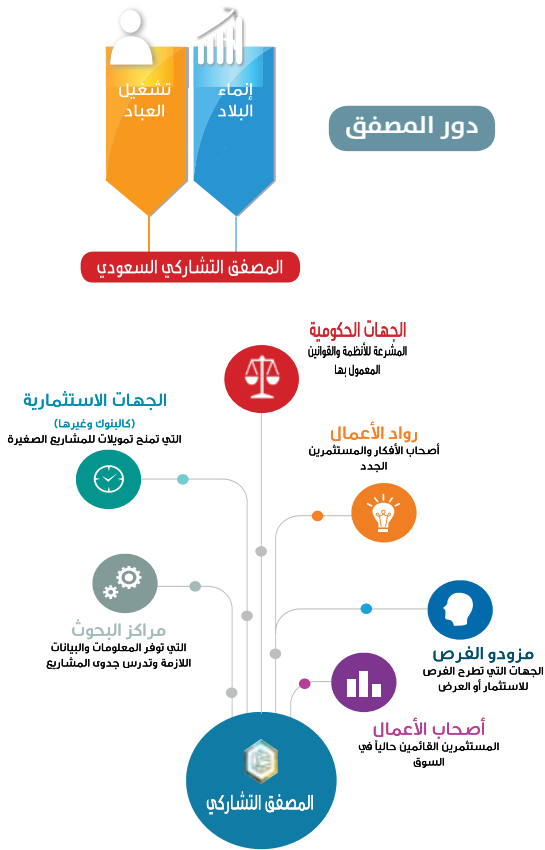 دور المصفق
إنماء
البلاد
تشغيل
العباد
المصفق التشاركي السعودي
الجهات الحكومية
المشرعة للأنظمة والقوانين
المعمول بها
الجهات الاستثمارية
(كالبنوك وغيرها)
التي تمنح تمويلات للمشاريع الصغيرة
رواد الأعمال
أصحاب الأفكار والمستثمرين
الجدد
مراكز البحوث
التي توفر المعلومات والبيانات
اللازمة وتدرس جدوى المشاريع
مزودو الفرص
الجهات التي تطرح الفرص
للاستثمار أو العرض
أصحاب الأعمال
المستثمرين القائمين حالياً في
السوق
المصفق التشاركي